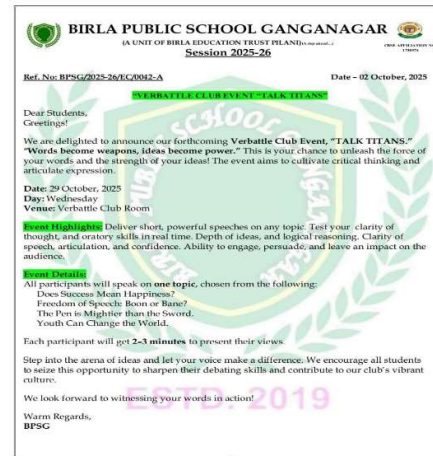 BIRLA PUBLIC SCHOOL GANGANAGAR
(A UNIT OF BIRLA EDUCATION TRUST PILANI)
Session 2025-26
Ref. No: BPSG/2025-26/EC/0042-A Date – 02 October, 2025
"VERBATTLE CLUB EVENT "TALK TITANS"
Dear Students,
Greetings!
We are delighted to announce our forthcoming Verbattle Club Event, "TALK TITANS."
"Words become weapons, ideas become power." This is your chance to unleash the force of
your words and the strength of your ideas! The event aims to cultivate critical thinking and
articulate expression.
Date: 29 October, 2025
Day: Wednesday
Venue: Verbattle Club Room
Event Highlights: Deliver short, powerful speeches on any topic. Test your clarity of
thought, and oratory skills in real time. Depth of ideas, and logical reasoning. Clarity of
speech, articulation, and confidence. Ability to engage, persuade, and leave an impact on the
audience.
Event Details:
All participants will speak on one topic, chosen from the following:
Does Success Mean Happiness?
Freedom of Speech: Boon or Bane?
The Pen is Mightier than the Sword.
Youth Can Change the World.
Each participant will get 2–3 minutes to present their views.
Step into the arena of ideas and let your voice make a difference. We encourage all students
to seize this opportunity to sharpen their debating skills and contribute to our club's vibrant
culture.
We look forward to witnessing your words in action!
ESTD. 2019
Warm Regards,
BPSG